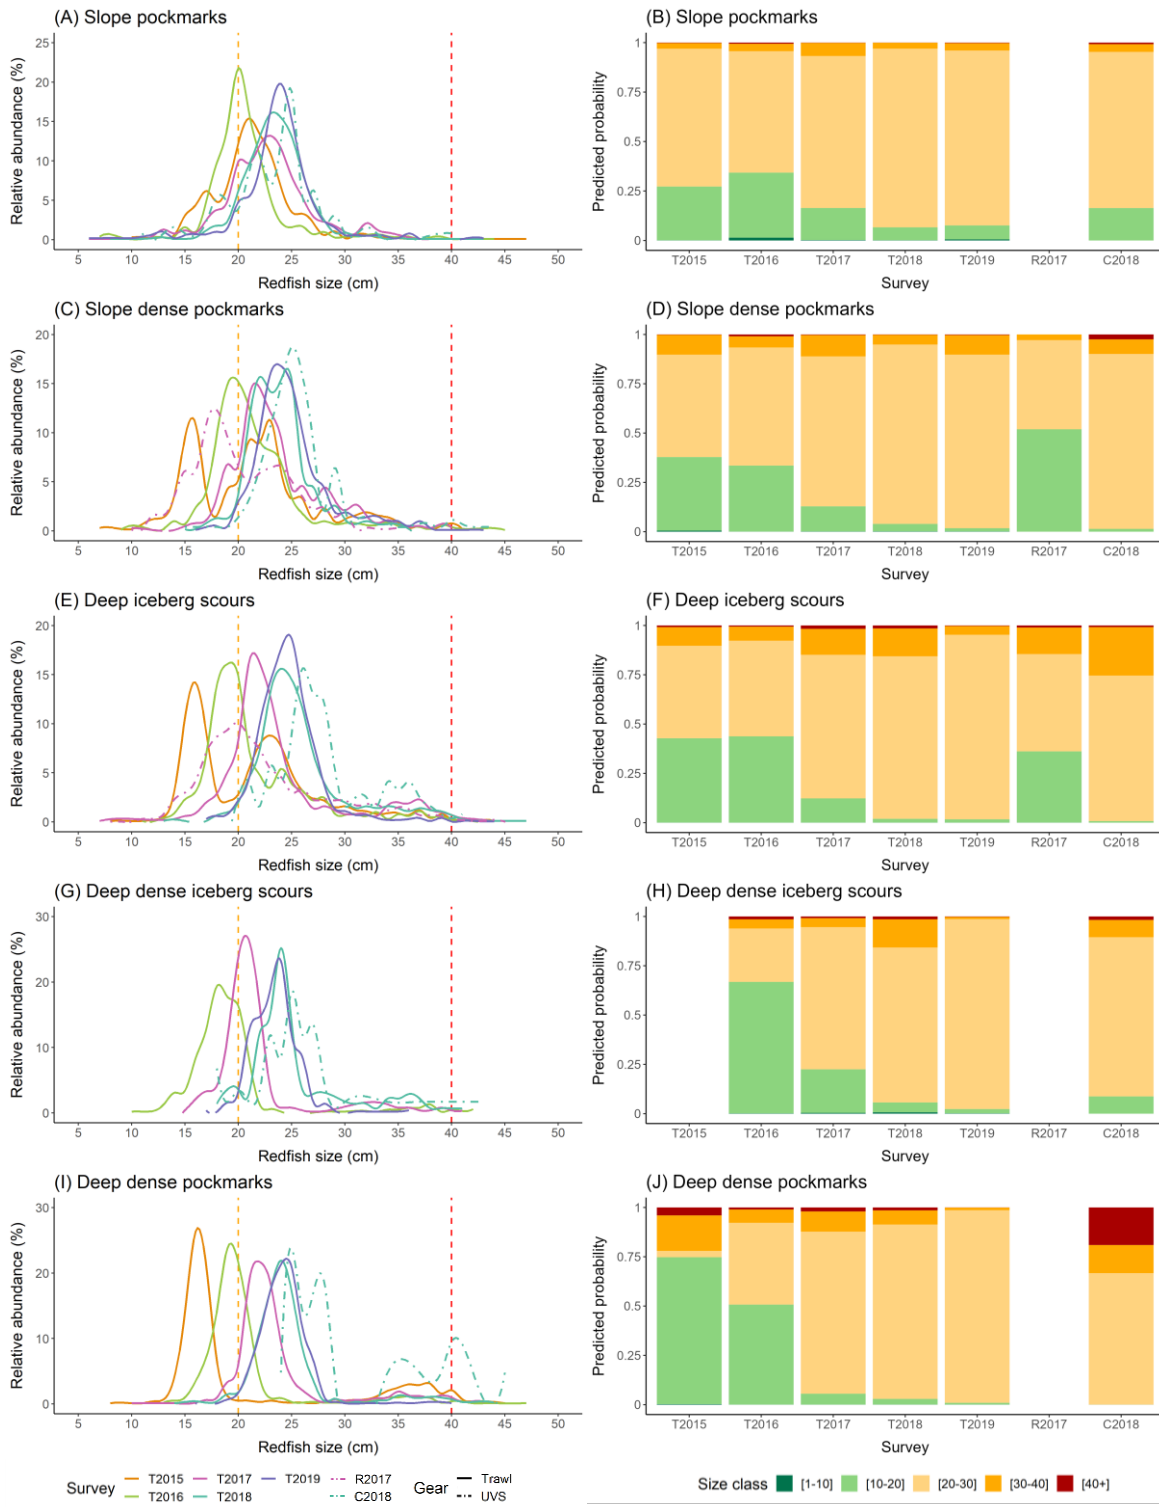 (A) Slope pockmarks
Relative abundance (%)
25
20
15
10
5
0
5 10 15 20 25 30 35 40 45 50
Redfish size (cm)
(B) Slope pockmarks
Predicted probability
1
0.75
0.5
0.25
0
T2015 T2016 T2017 T2018 T2019 R2017 C2018
Survey
(C) Slope dense pockmarks
Relative abundance (%)
20
15
10
5
0
5 10 15 20 25 30 35 40 45 50
Redfish size (cm)
(D) Slope dense pockmarks
Predicted probability
1
0.75
0.5
0.25
0
T2015 T2016 T2017 T2018 T2019 R2017 C2018
Survey
(E) Deep iceberg scours
Relative abundance (%)
20
15
10
5
0
5 10 15 20 25 30 35 40 45 50
Redfish size (cm)
(F) Deep iceberg scours
Predicted probability
1
0.75
0.5
0.25
0
T2015 T2016 T2017 T2018 T2019 R2017 C2018
Survey
(G) Deep dense iceberg scours
Relative abundance (%)
30
20
10
0
5 10 15 20 25 30 35 40 45 50
Redfish size (cm)
(H) Deep dense iceberg scours
Predicted probability
1
0.75
0.5
0.25
0
T2015 T2016 T2017 T2018 T2019 R2017 C2018
Survey
(I) Deep dense pockmarks
Relative abundance (%)
30
20
10
0
5 10 15 20 25 30 35 40 45 50
Redfish size (cm)
(J) Deep dense pockmarks
Predicted probability
1
0.75
0.5
0.25
0
T2015 T2016 T2017 T2018 T2019 R2017 C2018
Survey
Survey T2015 T2017 T2019 R2017 Gear Trawl
T2016 T2018 C2018 UVS
Size class [1-10] [10-20] [20-30] [30-40] [40+]